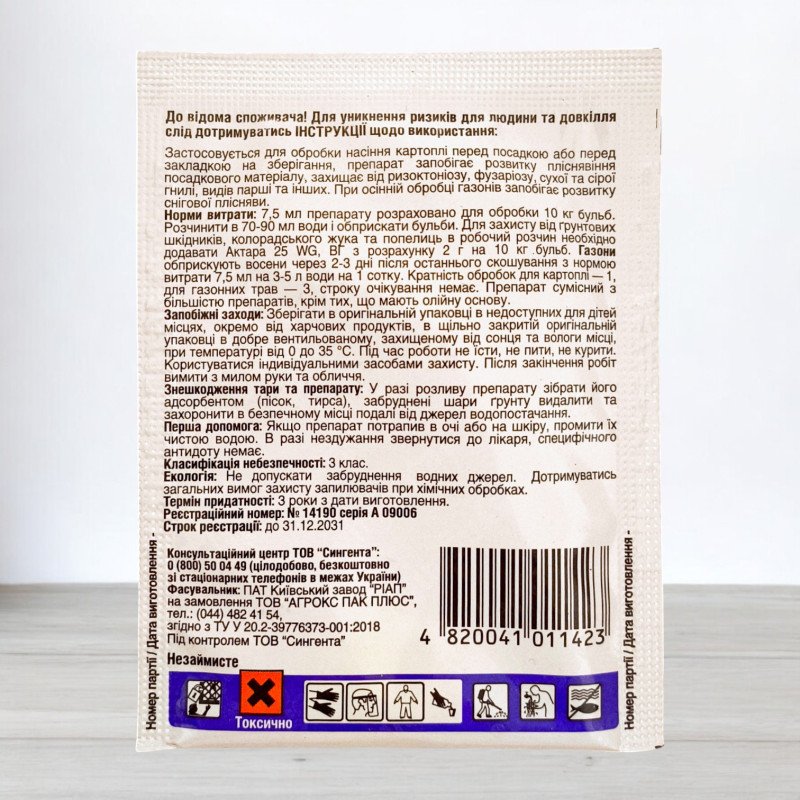 До відома споживача! Для уникнення ризиків для людини та довкілля
слід дотримуватись ІНСТРУКЦІЇ щодо використання:
Застосовується для обробки насіння картоплі перед посадкою або перед
закладкою на зберігання, препарат запобігає розвитку пліснявіння
посадкового матеріалу, захищає від ризоктоніозу, фузаріозу, сухої та сірої
гнилі, видів парші та інших. При осінній обробці газонів запобігає розвитку
снігової плісняви.
Норми витрати: 7,5 мл препарату розраховано для обробки 10 кг бульб.
Розчинити в 70-90 мл води і обприскати бульби. Для захисту від ґрунтових
шкідників, колорадського жука та попелиць в робочий розчин необхідно
додавати Актара 25 WG, ВГ з розрахунку 2 г на 10 кг бульб. Газони
обприскують восени через 2-3 дні після останнього скошування з нормою
витрати 7,5 мл на 3-5 л води на 1 сотку. Кратність обробок для картоплі — 1,
для газонних трав — 3, строку очікування немає. Препарат сумісний з
більшістю препаратів, крім тих, що мають олійну основу.
Запобіжні заходи: Зберігати в оригінальній упаковці в недоступних для дітей
місцях, окремо від харчових продуктів, в щільно закритій оригінальній
упаковці в добре вентильованому, захищеному від сонця та вологи місці,
при температурі від 0 до 35 °С. Під час роботи не їсти, не пити, не курити.
Користуватися індивідуальними засобами захисту. Після закінчення робіт
вимити з милом руки та обличчя.
Знешкодження тари та препарату: У разі розливу препарату зібрати його
адсорбентом (пісок, тирса), забруднені шари ґрунту видалити та
захоронити в безпечному місці подалі від джерел водопостачання.
Перша допомога: Якщо препарат потрапив в очі або на шкіру, промити їх
чистою водою. В разі нездужання звернутися до лікаря, специфічного
антидоту немає.
Класифікація небезпечності: 3 клас.
Екологія: Не допускати забруднення водних джерел. Дотримуватись
загальних вимог захисту запилювачів при хімічних обробках.
Термін придатності: 3 роки з дати виготовлення.
Реєстраційний номер: № 14190 серія А 09006
Строк реєстрації: до 31.12.2031
Консультаційний центр ТОВ “Сингента”:
0 (800) 50 04 49 (цілодобово, безкоштовно
зі стаціонарних телефонів в межах України)
Фасувальник: ПАТ Київський завод “РІАП”
на замовлення ТОВ “АГРОКС ПАК ПЛЮС”,
тел.: (044) 482 41 54,
згідно з ТУ У 20.2-39776373-001:2018
Під контролем ТОВ “Сингента”
4 820041 011423
Незаймисте
Токсично
Номер партії / Дата виготовлення -
Номер партії / Дата виготовлення -